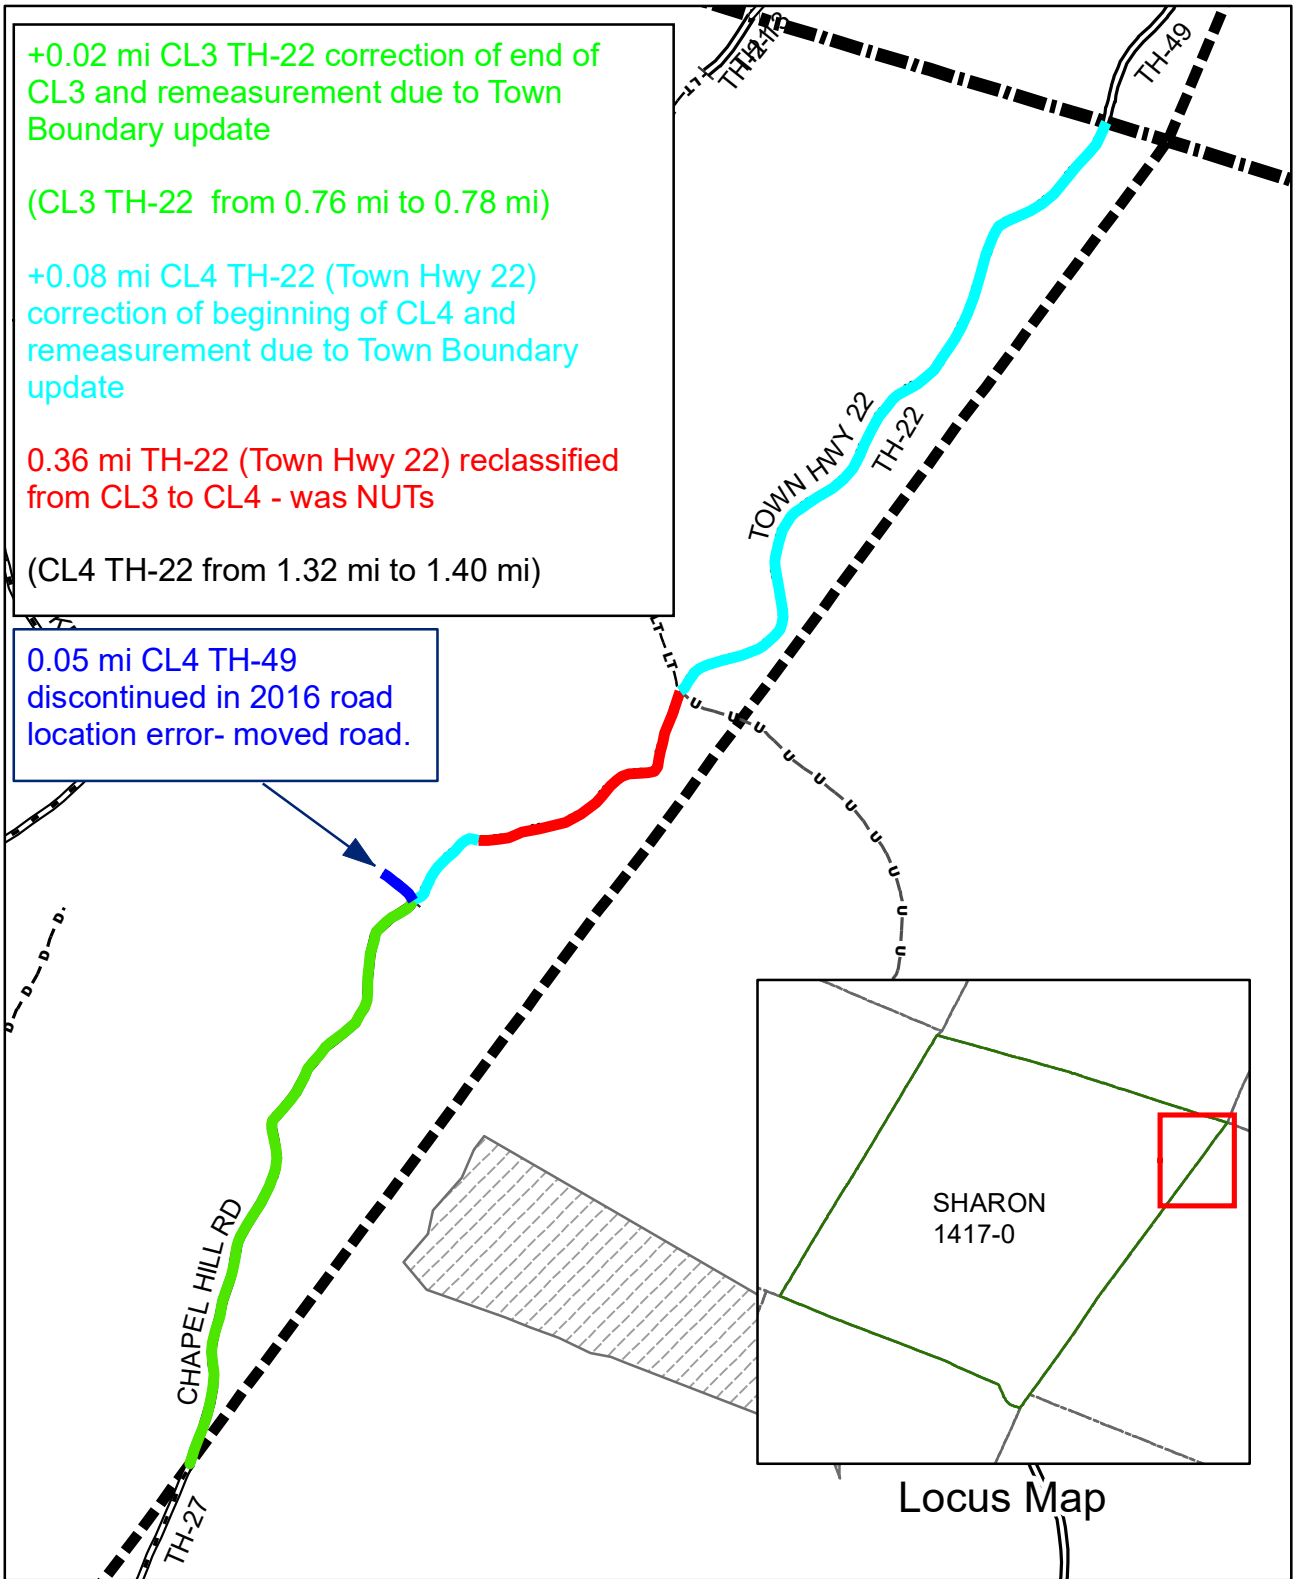 +0.02 mi CL3 TH-22 correction of end of
CL3 and remeasurement due to Town
Boundary update
(CL3 TH-22  from 0.76 mi to 0.78 mi)
+0.08 mi CL4 TH-22 (Town Hwy 22)
correction of beginning of CL4 and
remeasurement due to Town Boundary
update
0.36 mi TH-22 (Town Hwy 22) reclassified
from CL3 to CL4 - was NUTs
(CL4 TH-22 from 1.32 mi to 1.40 mi)
0.05 mi CL4 TH-49
discontinued in 2016 road
location error- moved road.
TH-49
TOWN HWY 22
TH-22
LT LT
U U U U U U U U U U
D D D D
CHAPEL HILL RD
TH-27
SHARON
1417-0
Locus Map